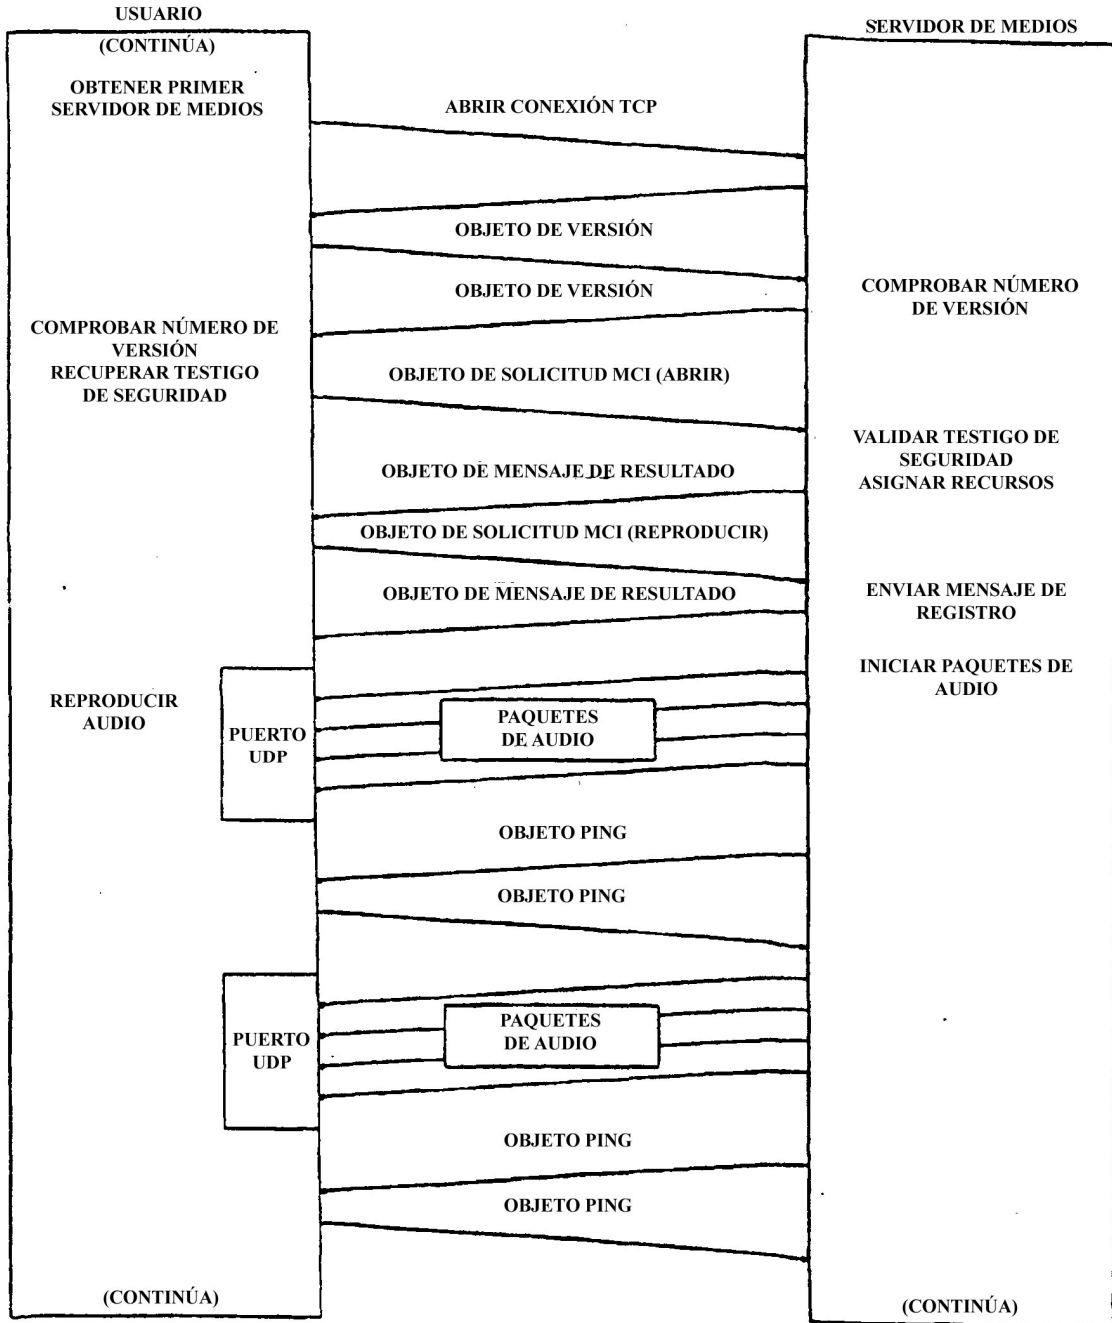 USUARIO
SERVIDOR DE MEDIOS
(CONTINÚA)
OBTENER PRIMER
SERVIDOR DE MEDIOS
ABRIR CONEXIÓN TCP
OBJETO DE VERSIÓN
OBJETO DE VERSIÓN
COMPROBAR NÚMERO
DE VERSIÓN
COMPROBAR NÚMERO DE
VERSIÓN
RECUPERAR TESTIGO
DE SEGURIDAD
OBJETO DE SOLICITUD MCI (ABRIR)
VALIDAR TESTIGO DE
SEGURIDAD
ASIGNAR RECURSOS
OBJETO DE MENSAJE DE RESULTADO
OBJETO DE SOLICITUD MCI (REPRODUCIR)
OBJETO DE MENSAJE DE RESULTADO
ENVIAR MENSAJE DE
REGISTRO
INICIAR PAQUETES DE
AUDIO
REPRODUCIR
AUDIO
PUERTO
UDP
PAQUETES
DE AUDIO
OBJETO PING
OBJETO PING
PUERTO
UDP
PAQUETES
DE AUDIO
OBJETO PING
OBJETO PING
(CONTINÚA)
(CONTINÚA)